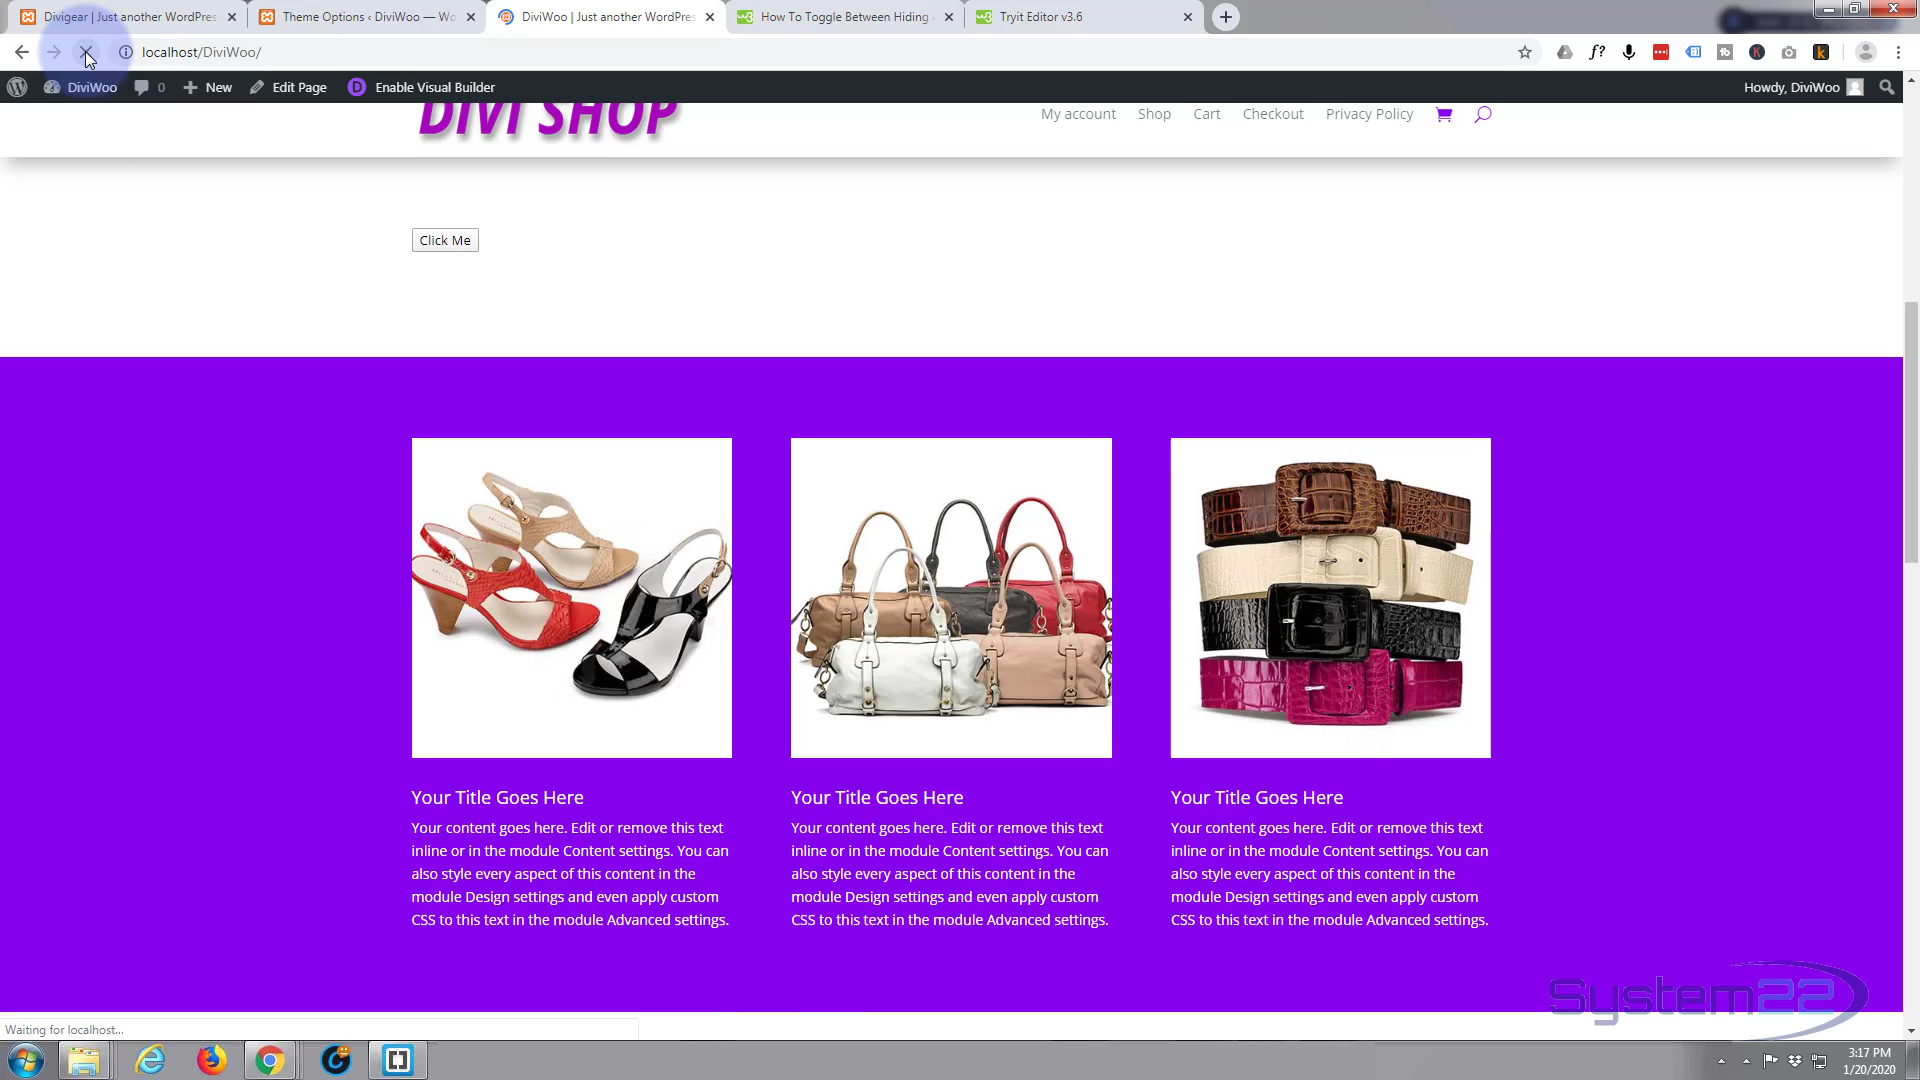 Divigear | Just another WordPres
Theme Options ‹ DiviWoo — Wo
DiviWoo | Just another WordPres
How To Toggle Between Hiding
Tryit Editor v3.6
localhost/DiviWoo/
DiviWoo
0
New
Edit Page
Enable Visual Builder
Howdy, DiviWoo
DIVI SHOP
My account
Shop
Cart
Checkout
Privacy Policy
Click Me
Your Title Goes Here
Your content goes here. Edit or remove this text
inline or in the module Content settings. You can
also style every aspect of this content in the
module Design settings and even apply custom
CSS to this text in the module Advanced settings.
Your Title Goes Here
Your content goes here. Edit or remove this text
inline or in the module Content settings. You can
also style every aspect of this content in the
module Design settings and even apply custom
CSS to this text in the module Advanced settings.
Your Title Goes Here
Your content goes here. Edit or remove this text
inline or in the module Content settings. You can
also style every aspect of this content in the
module Design settings and even apply custom
CSS to this text in the module Advanced settings.
System22
Waiting for localhost...
3:17 PM
1/20/2020